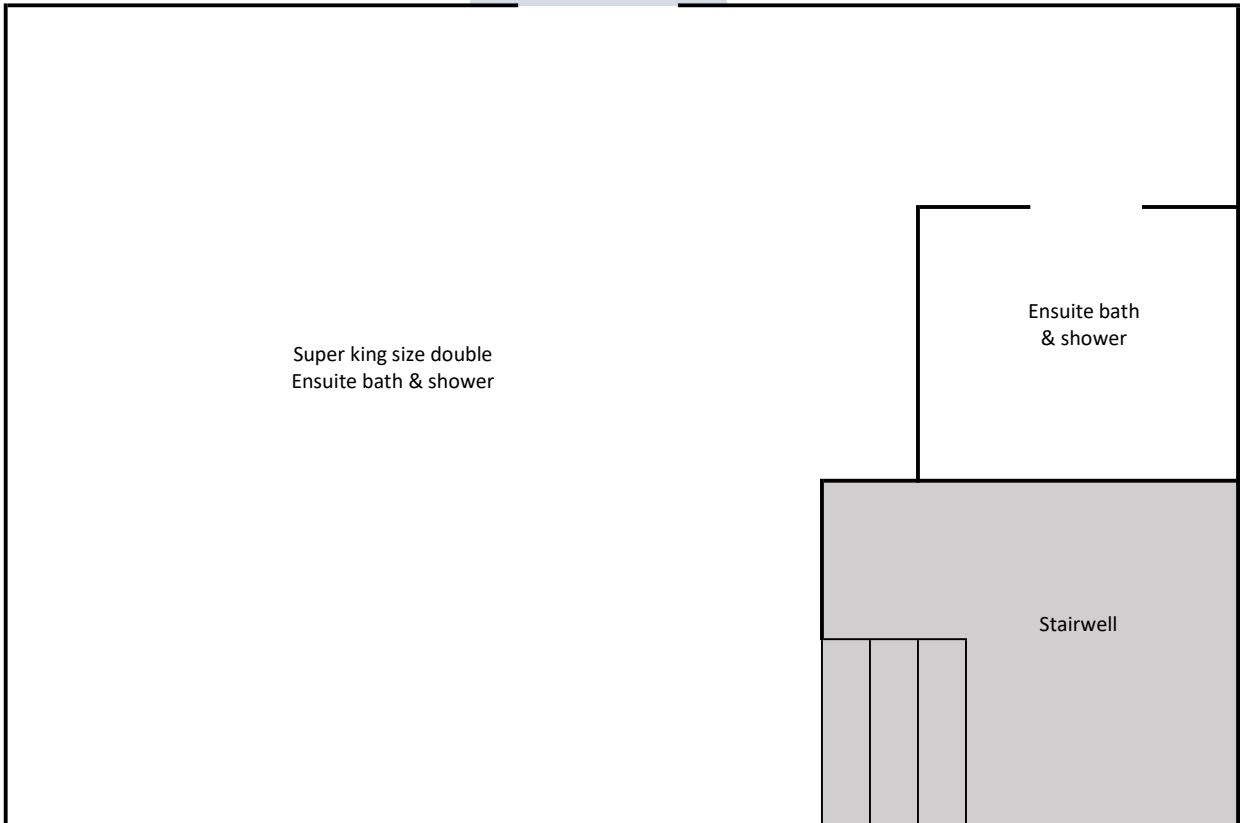 Super king size double
Ensuite bath & shower
Ensuite bath
& shower
Stairwell